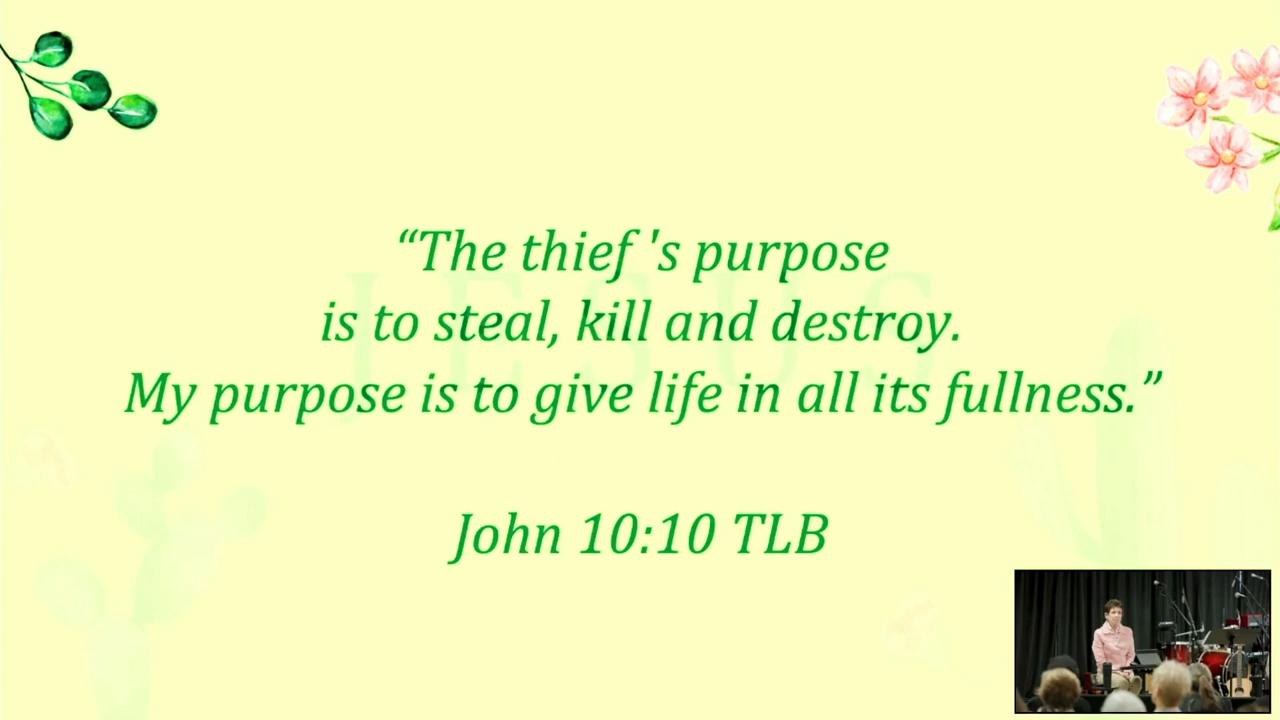 “The thief 's purpose
is to steal, kill and destroy.
JESUS
My purpose is to give life in all its fullness.”
John 10:10 TLB